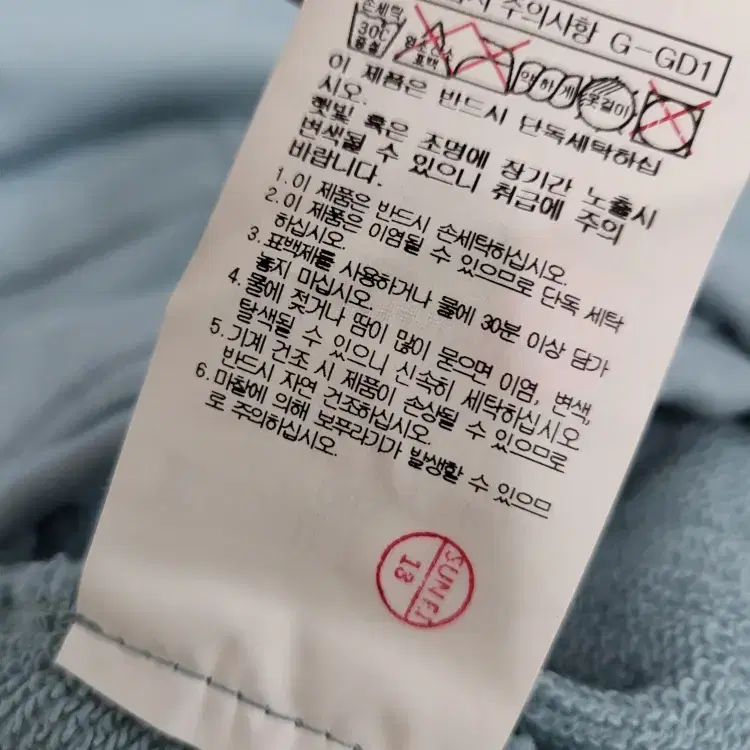 주의사항 G-GD1
손세탁
30℃
중성
염소산소
표백
약하게
옷걸이
이 제품은 반드시 단독세탁하십
시오.
햇빛 혹은 조명에 장기간 노출시
변색될 수 있으니 취급에 주의
바랍니다.
1.이 제품은 반드시 손세탁하십시오.
2.이 제품은 이염될 수 있으므로 단독 세탁
하십시오
3.표백제를 사용하거나 물에 30분 이상 담가
놓지 마십시오.
4.물에 젖거나 땀이 많이 묻으면 이염, 변색,
탈색될 수 있으니 신속히 세탁하십시오
5.기계 건조 시 제품이 손상될 수 있으므로
반드시 자연 건조하십시오.
6.마찰에 의해 보푸라기가 발생할 수 있으므
로 주의하십시오.
SUNEI
13